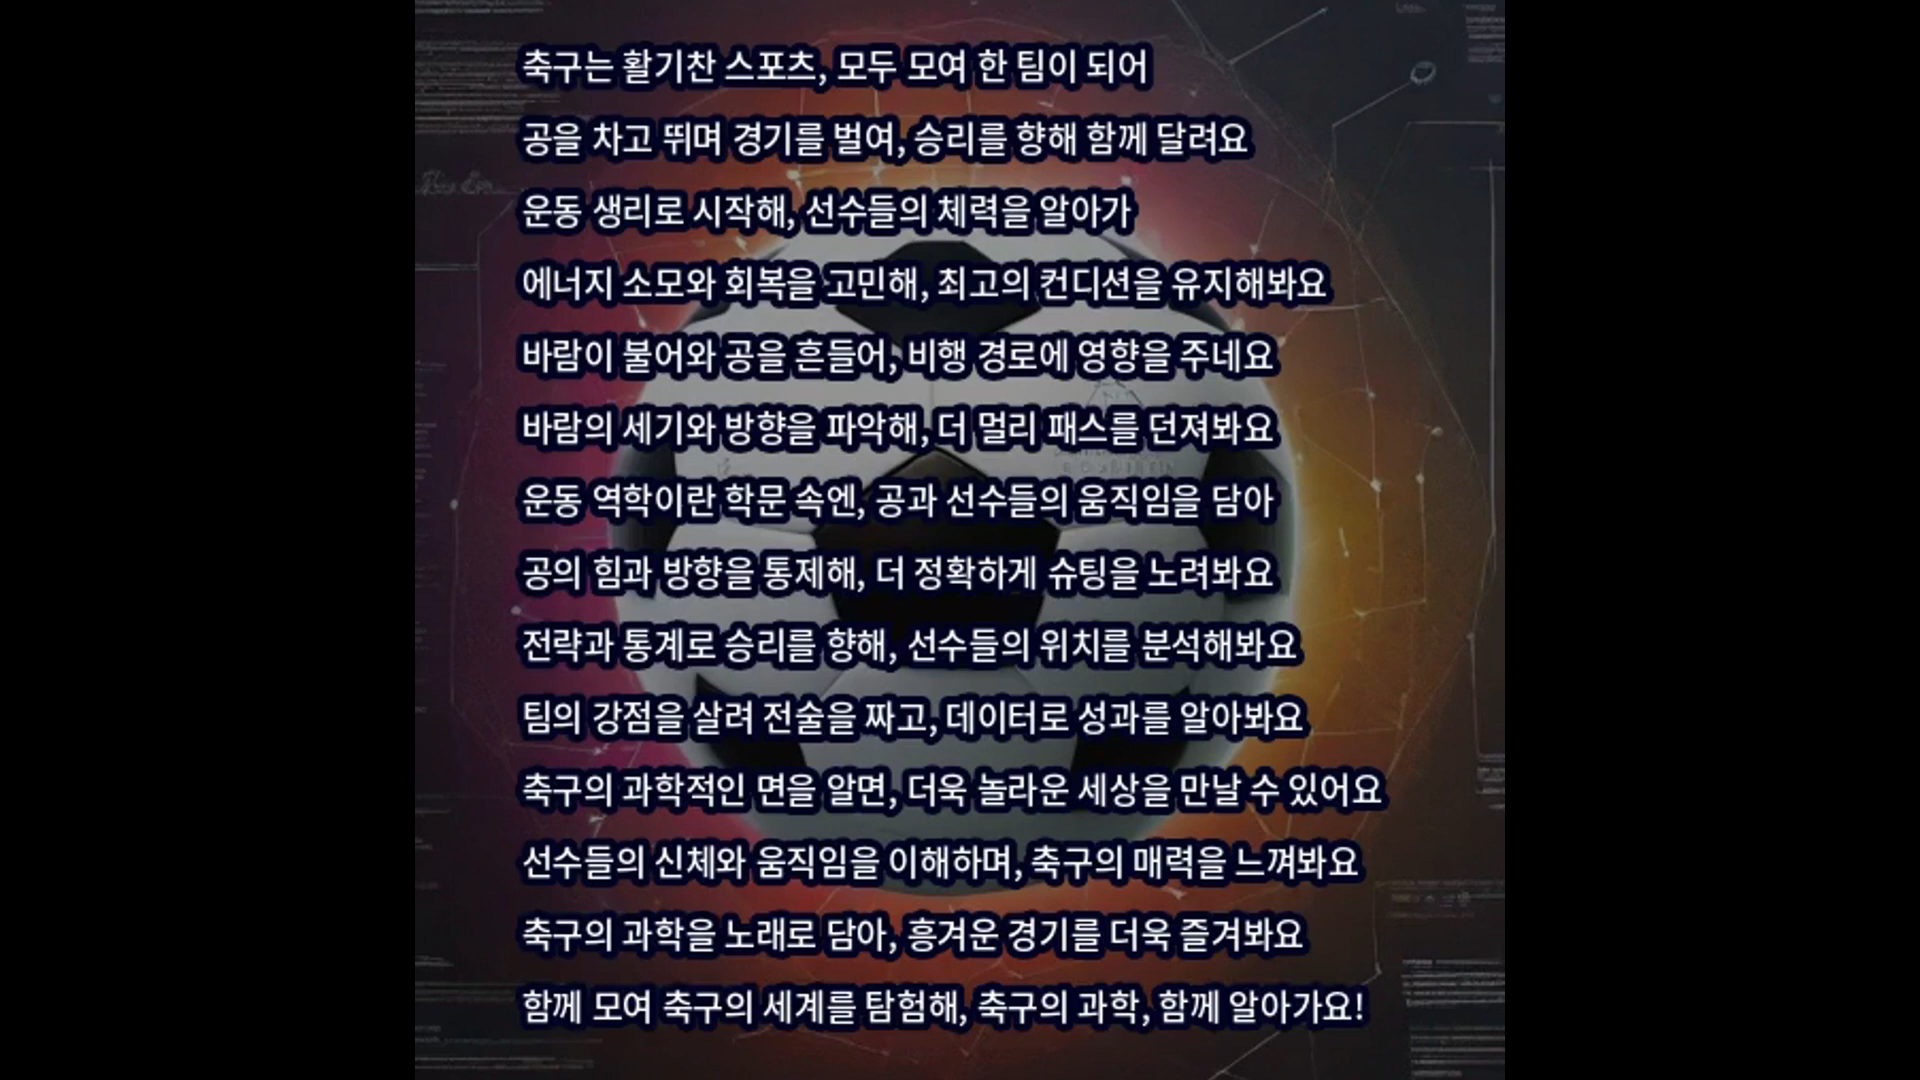 축구는 활기찬 스포츠, 모두 모여 한 팀이 되어
공을 차고 뛰며 경기를 벌여, 승리를 향해 함께 달려요
운동 생리로 시작해, 선수들의 체력을 알아가
에너지 소모와 회복을 고민해, 최고의 컨디션을 유지해봐요
바람이 불어와 공을 흔들어, 비행 경로에 영향을 주네요
바람의 세기와 방향을 파악해, 더 멀리 패스를 던져봐요
운동 역학이란 학문 속엔, 공과 선수들의 움직임을 담아
공의 힘과 방향을 통제해, 더 정확하게 슈팅을 노려봐요
전략과 통계로 승리를 향해, 선수들의 위치를 분석해봐요
팀의 강점을 살려 전술을 짜고, 데이터로 성과를 알아봐요
축구의 과학적인 면을 알면, 더욱 놀라운 세상을 만날 수 있어요
선수들의 신체와 움직임을 이해하며, 축구의 매력을 느껴봐요
축구의 과학을 노래로 담아, 흥겨운 경기를 더욱 즐겨봐요
함께 모여 축구의 세계를 탐험해, 축구의 과학, 함께 알아가요!